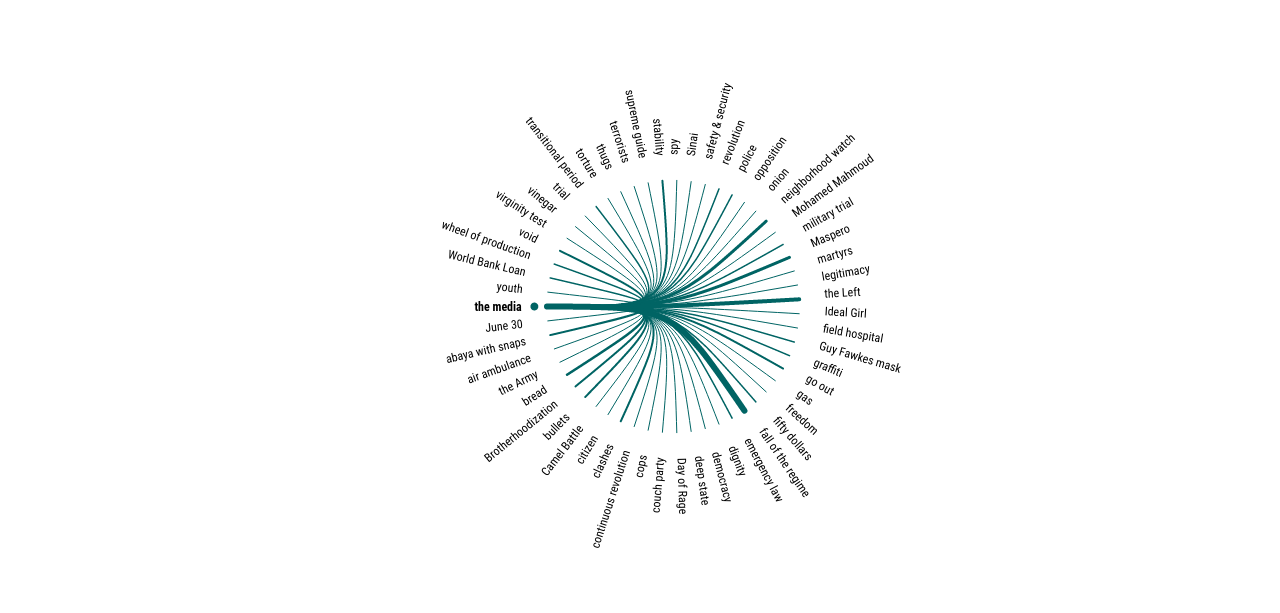 the media
youth
World Bank Loan
wheel of production
void
virginity test
vinegar
trial
transitional period
torture
thugs
terrorists
supreme guide
stability
spy
Sinai
safety & security
revolution
police
opposition
onion
neighborhood watch
Mohamed Mahmoud
military trial
Maspero
martyrs
legitimacy
the Left
Ideal Girl
field hospital
Guy Fawkes mask
graffiti
go out
gas
freedom
fifty dollars
fall of the regime
emergency law
dignity
democracy
deep state
Day of Rage
couch party
cops
continuous revolution
clashes
citizen
Camel Battle
bullets
Brotherhoodization
bread
the Army
air ambulance
abaya with snaps
June 30